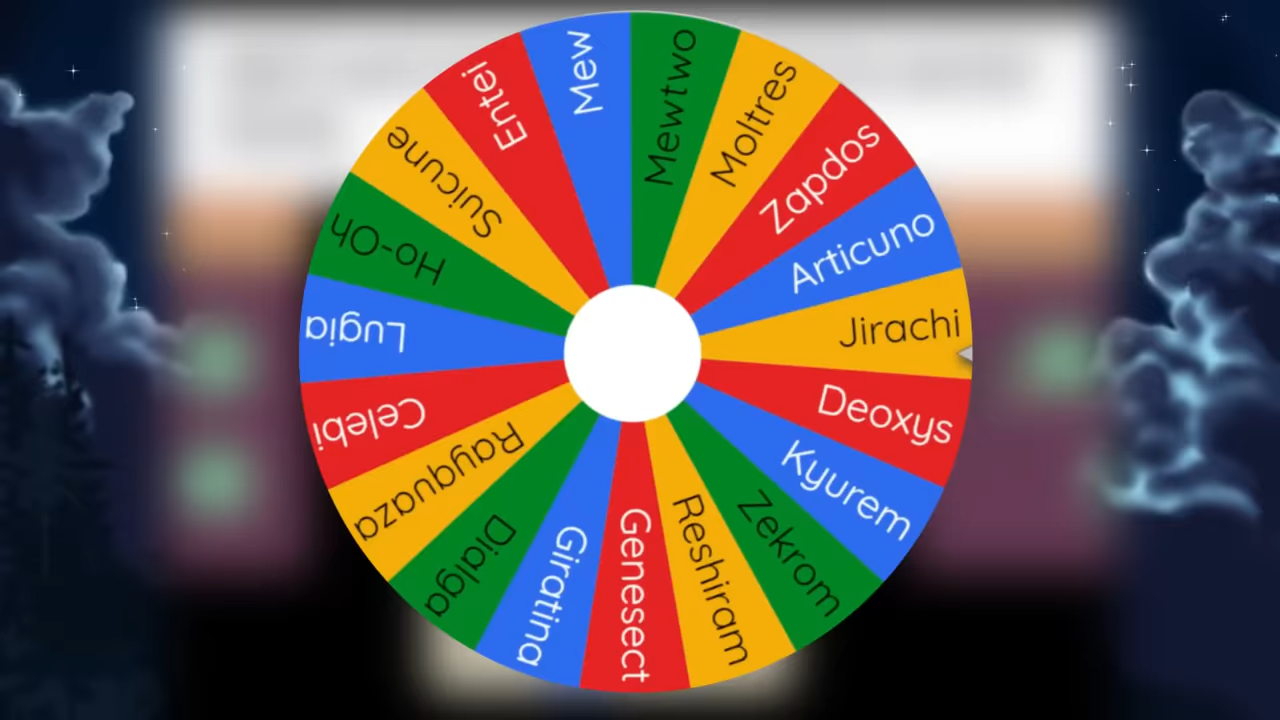 Mew
Mewtwo
Moltres
Zapdos
Articuno
Jirachi
Deoxys
Kyurem
Zekrom
Reshiram
Genesect
Giratina
Dialga
Rayquaza
Celebi
Lugia
Ho-Oh
Suicune
Entei